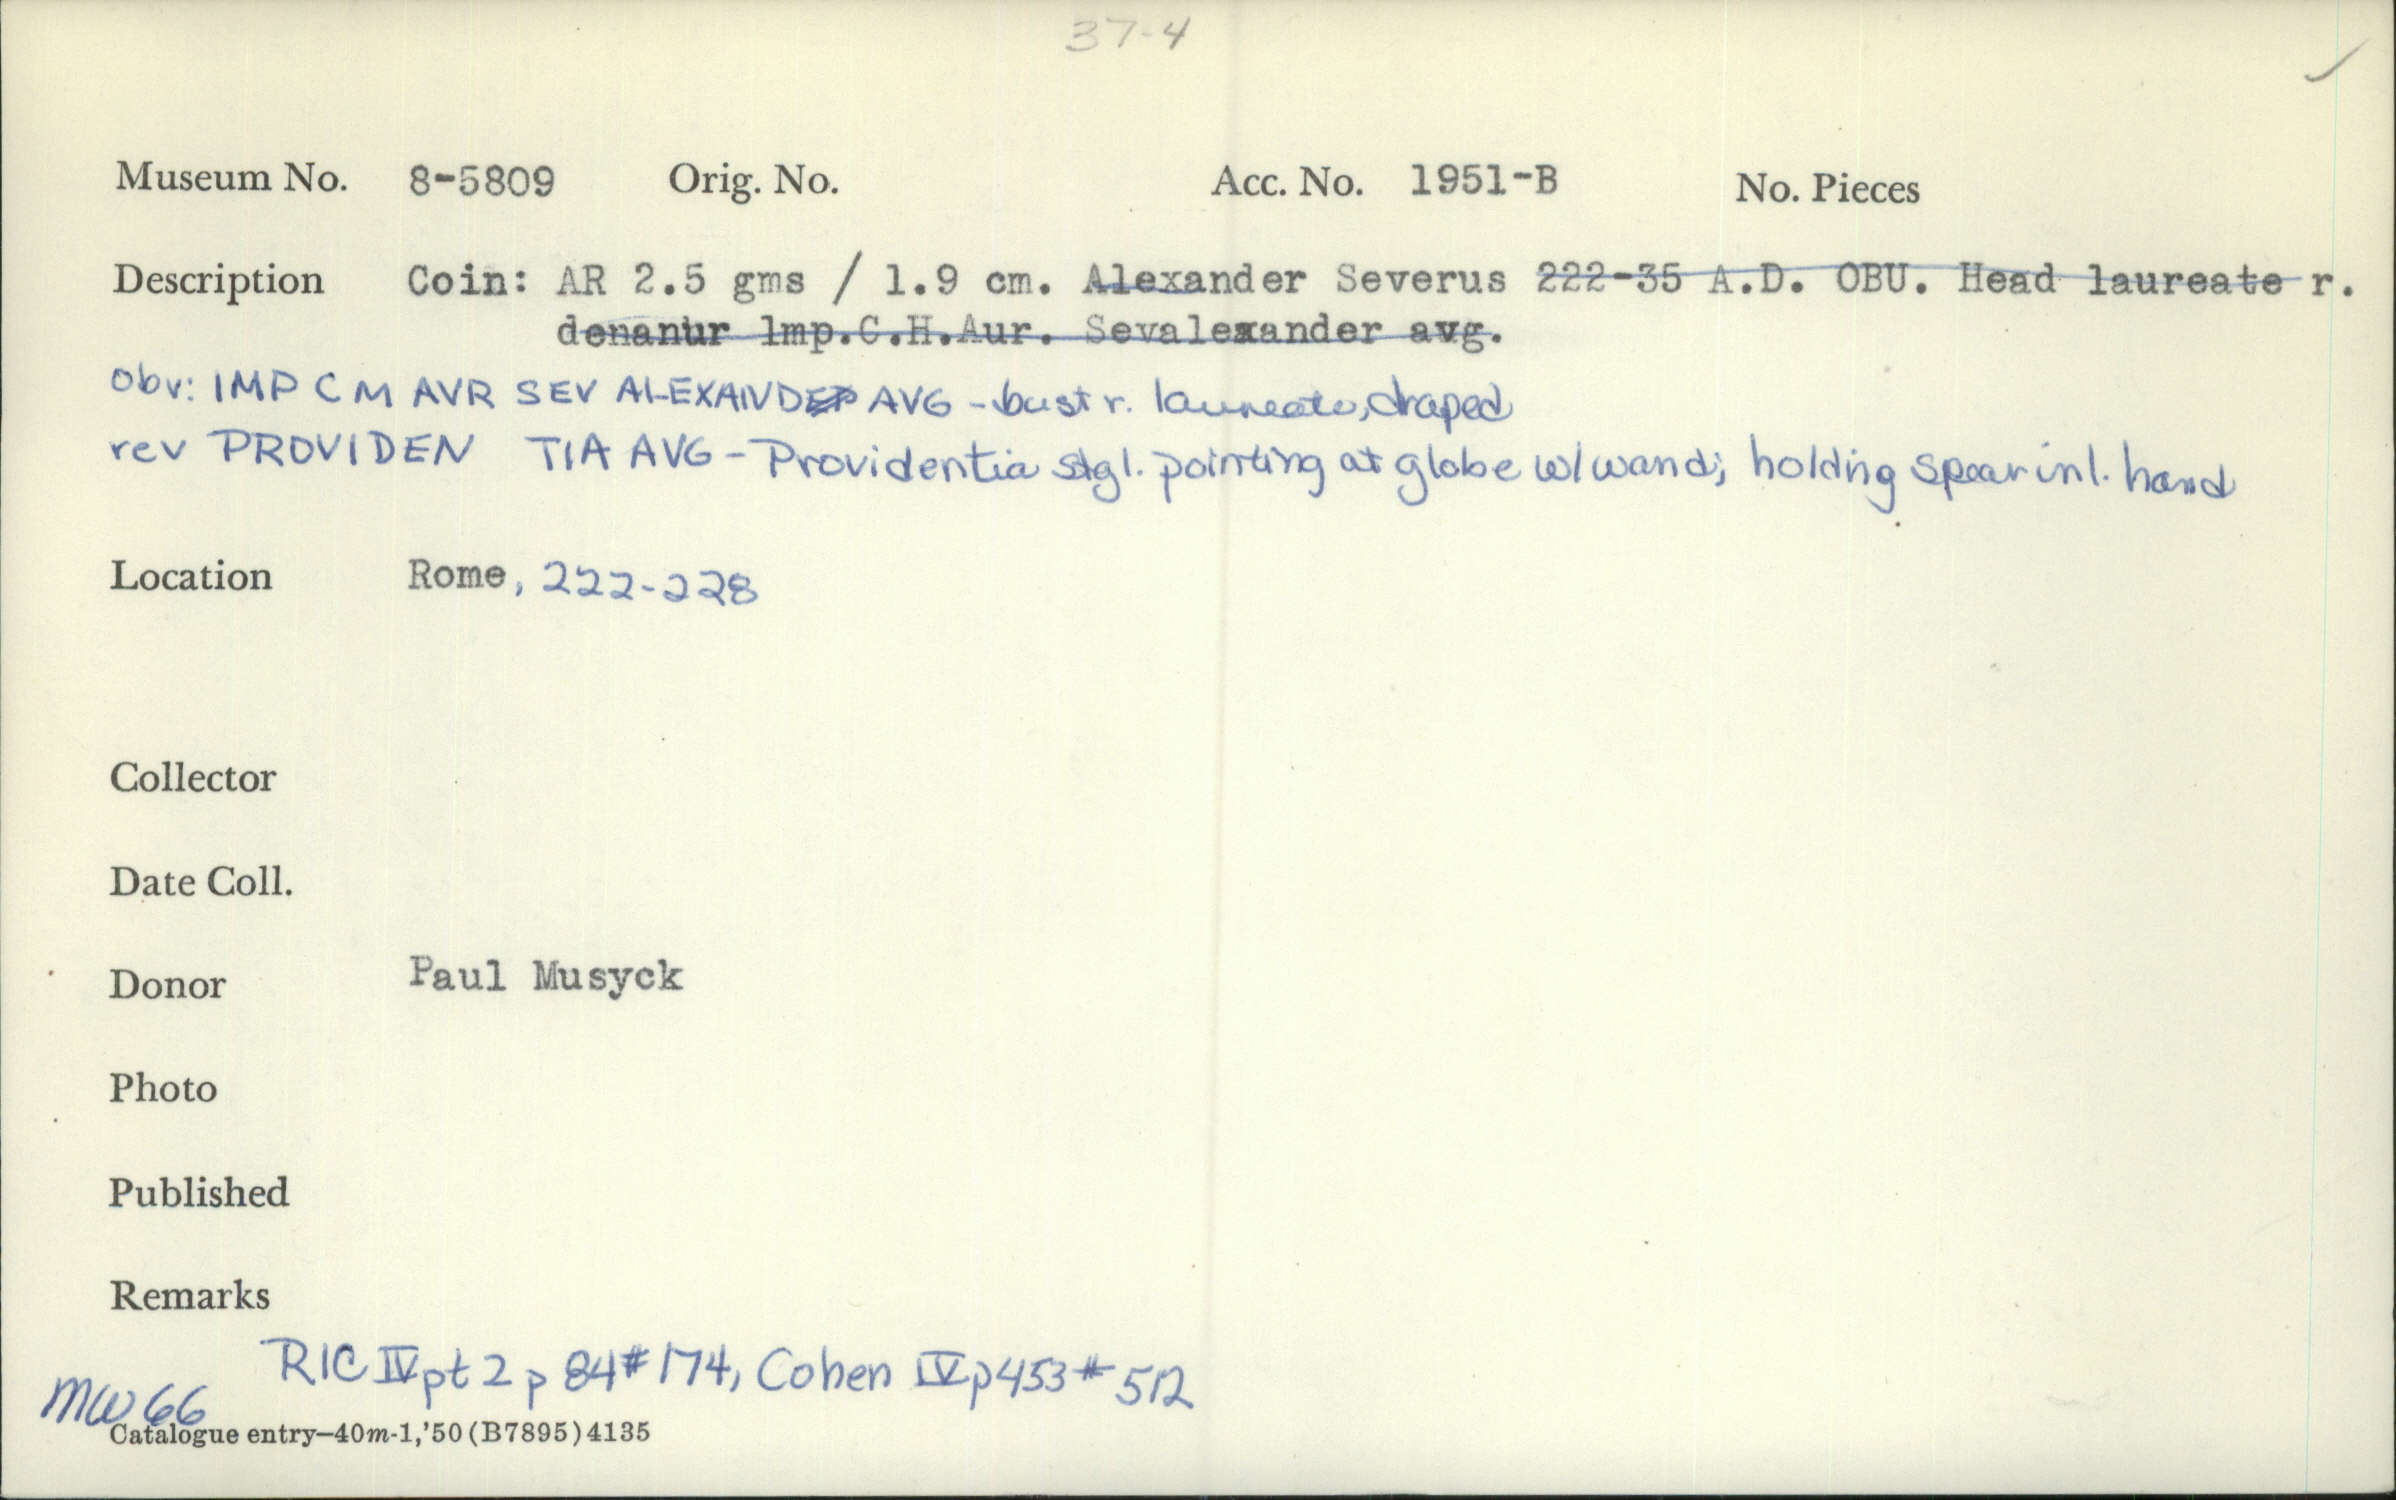 37-4
Museum No. 8-5809 Orig. No. Acc. No. 1951-B No. Pieces
Description Coin: AR 2.5 gms / 1.9 cm. Alexander Severus 222-35 A.D. OBU. Head laureate r.
denanur lmp.C.H.Aur. Sevalexander avg.
Obv: IMP C M AVR SEV ALEXAND AVG - bust r. laureate, draped
rev PROVIDEN TIA AVG - Providentia stg l. pointing at globe w/ wand; holding spear in l. hand
Location Rome, 222-228
Collector
Date Coll.
Donor Paul Musyck
Photo
Published
Remarks
RIC IV pt 2 p 84 # 174, Cohen IV p 453 # 512
MW 66
Catalogue entry—40m-1,'50 (B7895) 4135